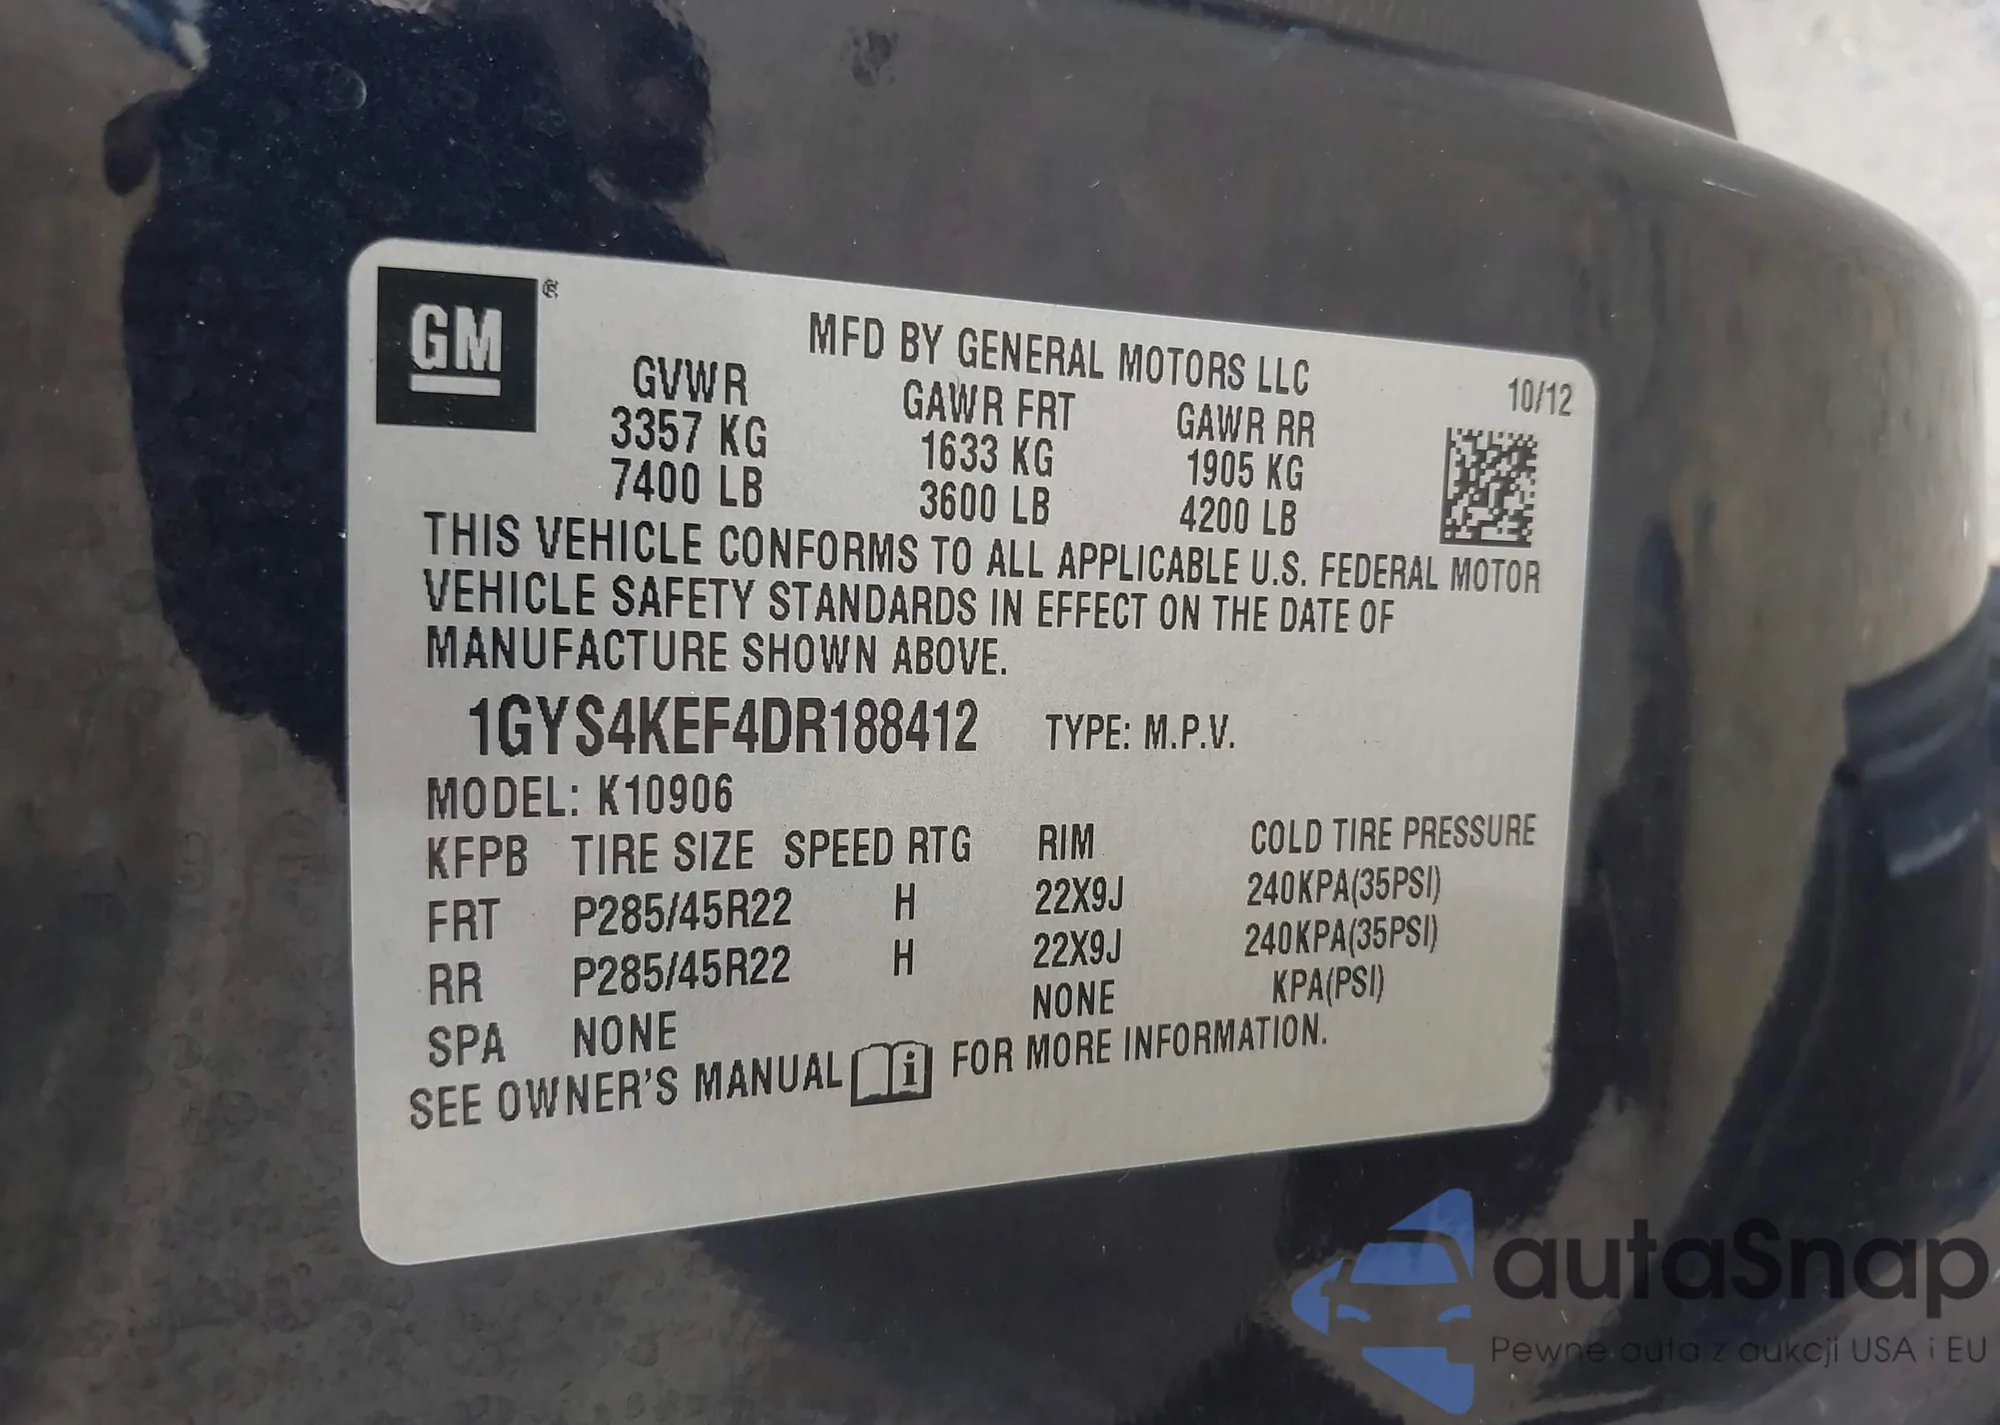 GM ®
MFD BY GENERAL MOTORS LLC
10/12
GVWR GAWR FRT GAWR RR
3357 KG 1633 KG 1905 KG
7400 LB 3600 LB 4200 LB
THIS VEHICLE CONFORMS TO ALL APPLICABLE U.S. FEDERAL MOTOR
VEHICLE SAFETY STANDARDS IN EFFECT ON THE DATE OF
MANUFACTURE SHOWN ABOVE.
1GYS4KEF4DR188412 TYPE: M.P.V.
MODEL: K10906
KFPB TIRE SIZE SPEED RTG RIM COLD TIRE PRESSURE
FRT P285/45R22 H 22X9J 240KPA(35PSI)
RR P285/45R22 H 22X9J 240KPA(35PSI)
SPA NONE NONE KPA(PSI)
SEE OWNER'S MANUAL i FOR MORE INFORMATION.
autaSnap
Pewne auta z aukcji USA i EU